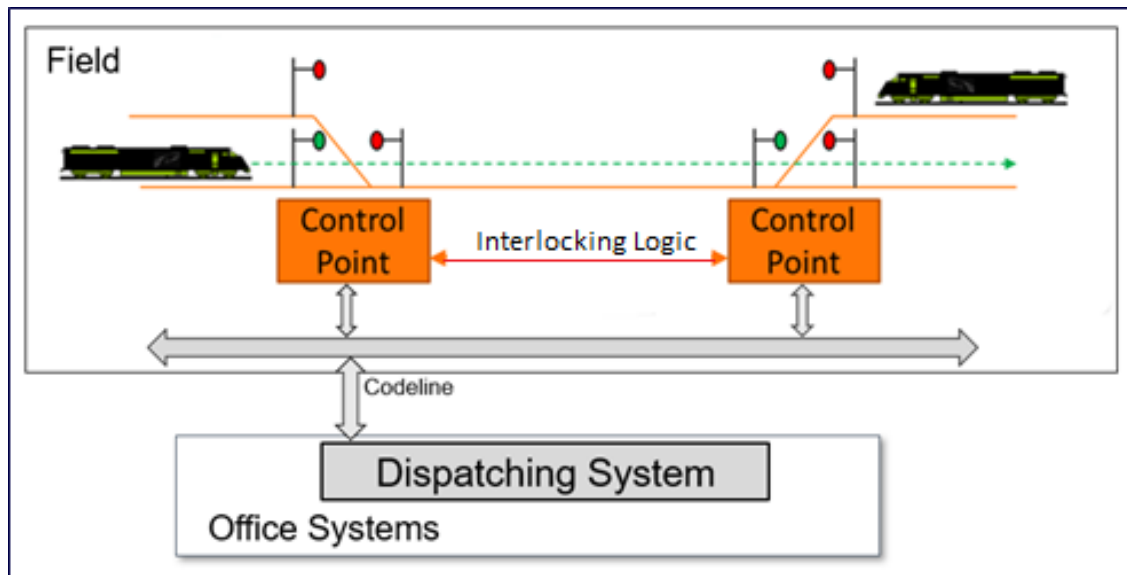 Field
Control
Point
Interlocking Logic
Control
Point
Codeline
Dispatching System
Office Systems